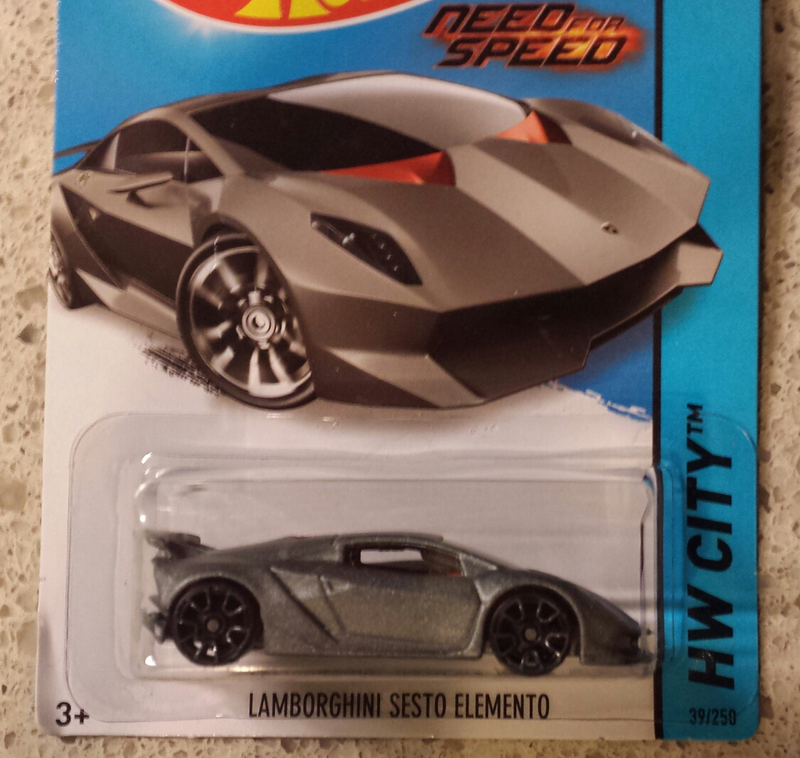 NEED FOR
SPEED
HW CITY™
3+
LAMBORGHINI SESTO ELEMENTO
39/250